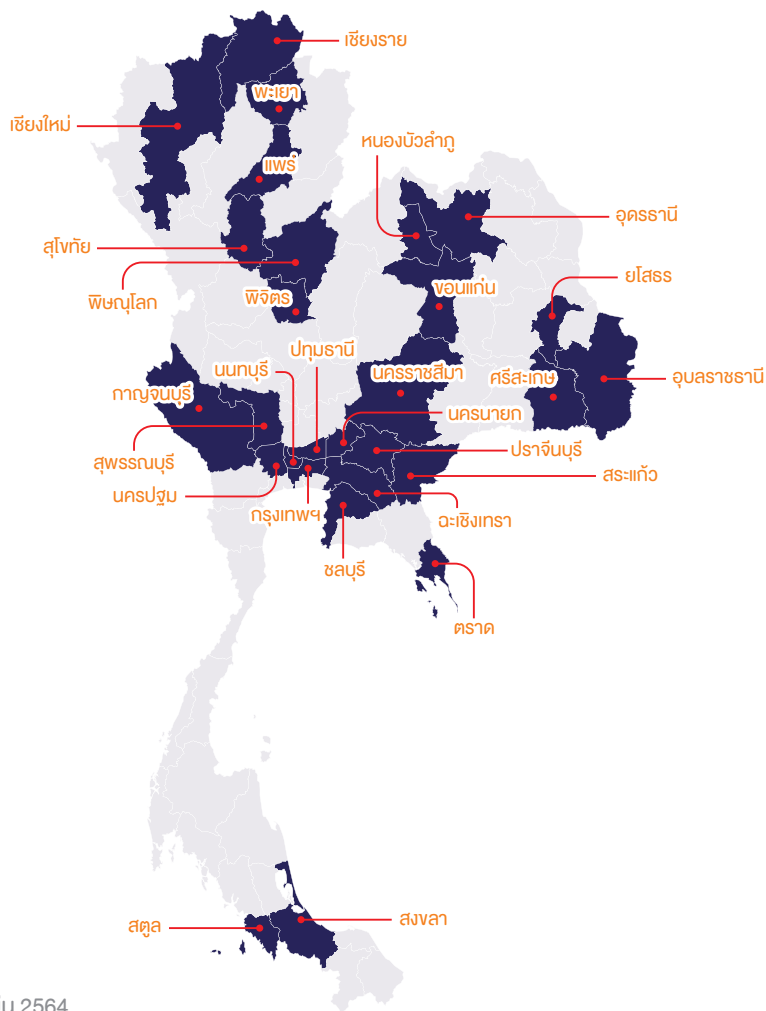 เชียงราย
พะเยา
เชียงใหม่
หนองบัวลำภู
แพร่
อุดรธานี
สุโขทัย
ยโสธร
พิษณุโลก
พิจิตร
ขอนแก่น
ปทุมธานี
นนทบุรี
นครราชสีมา
ศรีสะเกษ
อุบลราชธานี
กาญจนบุรี
นครนายก
ปราจีนบุรี
สุพรรณบุรี
สระแก้ว
นครปฐม
กรุงเทพฯ
ฉะเชิงเทรา
ชลบุรี
ตราด
สงขลา
สตูล
2564